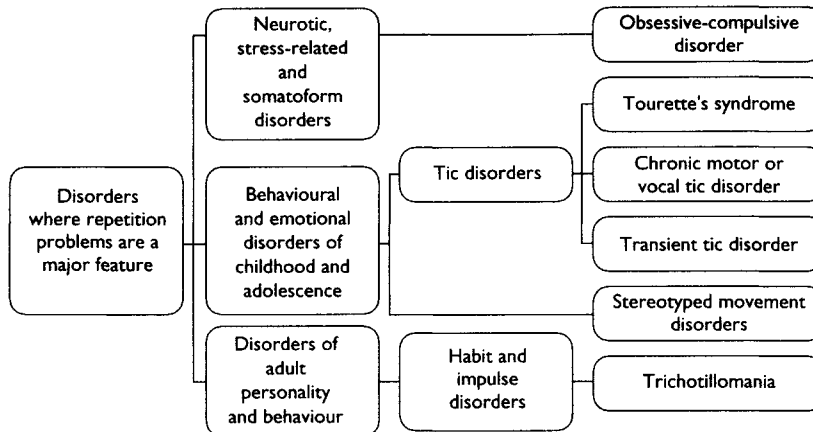 Disorders
where repetition
problems are a
major feature
Neurotic,
stress-related
and
somatoform
disorders
Behavioural
and emotional
disorders of
childhood and
adolescence
Disorders of
adult
personality
and behaviour
Tic disorders
Habit and
impulse
disorders
Obsessive-compulsive
disorder
Tourette's syndrome
Chronic motor or
vocal tic disorder
Transient tic disorder
Stereotyped movement
disorders
Trichotillomania